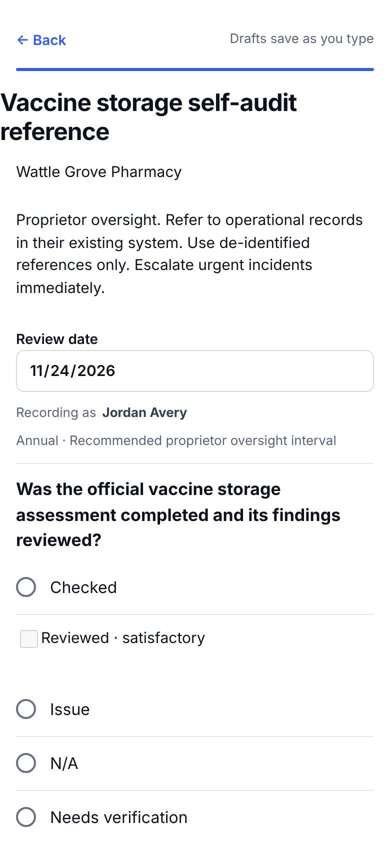 ← Back
Drafts save as you type
Vaccine storage self-audit
reference
Wattle Grove Pharmacy
Proprietor oversight. Refer to operational records
in their existing system. Use de-identified
references only. Escalate urgent incidents
immediately.
Review date
11/24/2026
Recording as Jordan Avery
Annual · Recommended proprietor oversight interval
Was the official vaccine storage
assessment completed and its findings
reviewed?
Checked
Reviewed · satisfactory
Issue
N/A
Needs verification